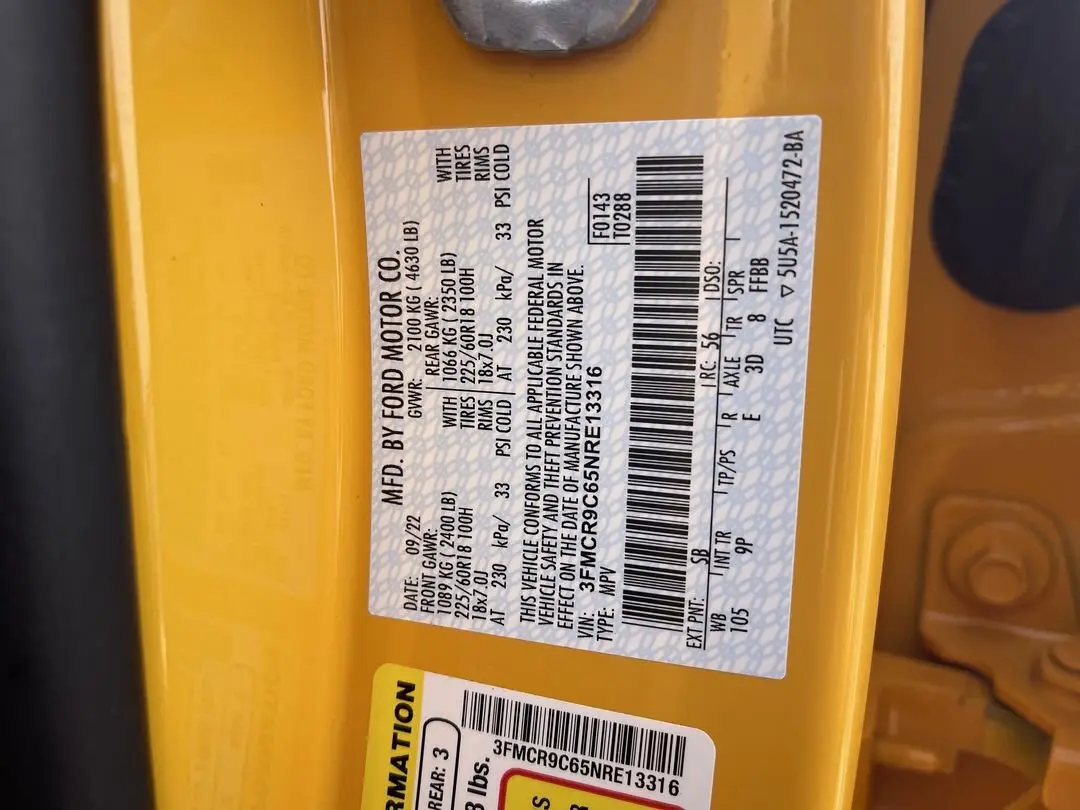 MFD. BY FORD MOTOR CO.
DATE: 09/22 GVWR: 2100 KG ( 4630 LB)
FRONT GAWR: REAR GAWR:
1089 KG ( 2400 LB) WITH 1066 KG ( 2350 LB) WITH
225/60R18 100H TIRES 225/60R18 100H TIRES
18x7.0J RIMS 18x7.0J RIMS
AT 230 kPa/ 33 PSI COLD AT 230 kPa/ 33 PSI COLD
THIS VEHICLE CONFORMS TO ALL APPLICABLE FEDERAL MOTOR
VEHICLE SAFETY AND THEFT PREVENTION STANDARDS IN
EFFECT ON THE DATE OF MANUFACTURE SHOWN ABOVE.
VIN: 3FMCR9C65NRE13316 F0143
TYPE: MPV T0288
EXT PNT: SB RC: 56 DSO:
WB INT TR TP/PS R AXLE TR SPR
105 9P E 3D 8 FFBB
UTC ▽ 5U5A-1520472-BA
RMATION
REAR: 3
lbs.
3FMCR9C65NRE13316